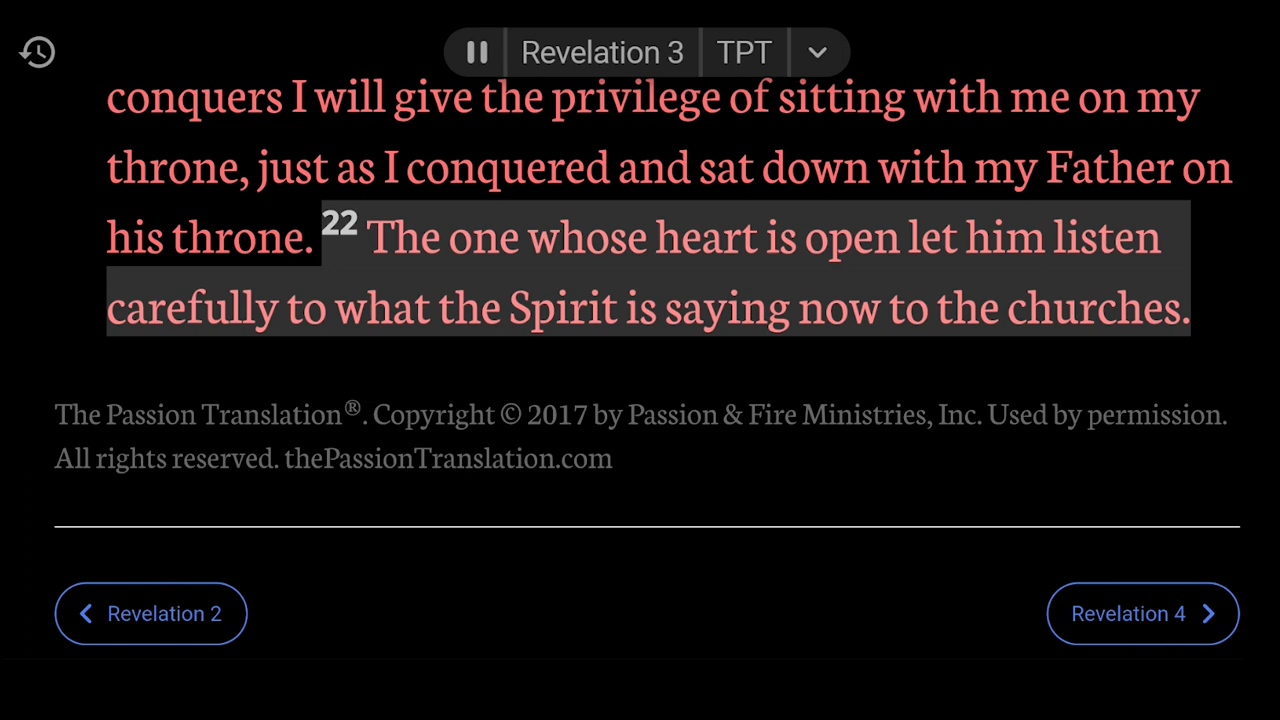 Revelation 3 TPT
conquers I will give the privilege of sitting with me on my
throne, just as I conquered and sat down with my Father on
his throne. 22 The one whose heart is open let him listen
carefully to what the Spirit is saying now to the churches.
The Passion Translation®. Copyright © 2017 by Passion & Fire Ministries, Inc. Used by permission.
All rights reserved. thePassionTranslation.com
Revelation 2
Revelation 4